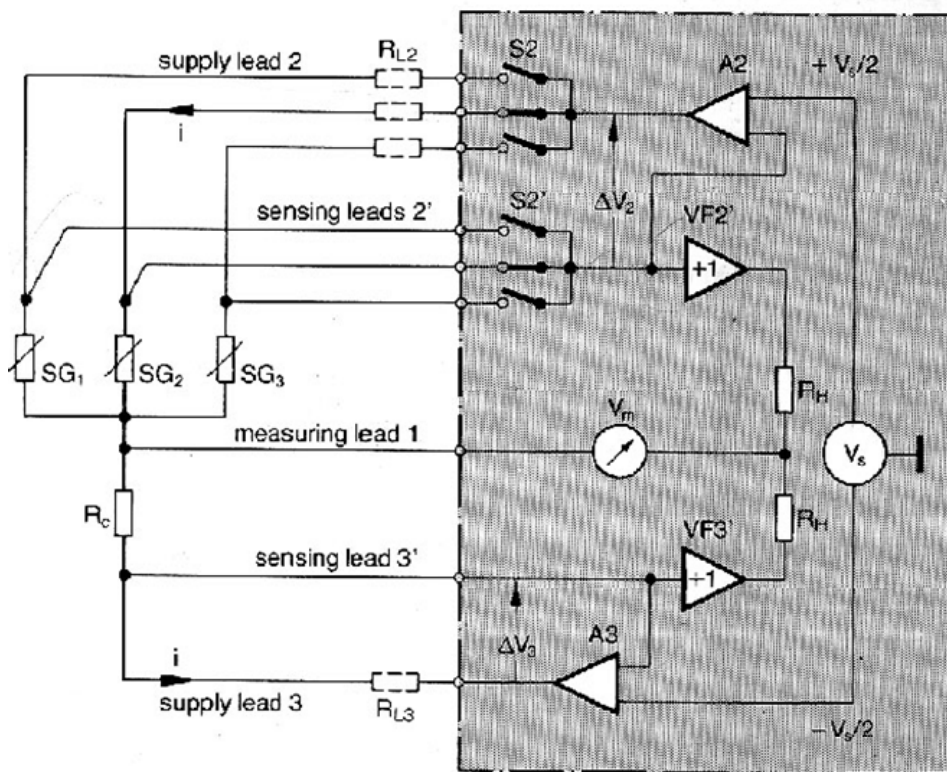 supply lead 2
R_L2
S2
A2
+ V_s/2
i
sensing leads 2'
S2'
ΔV_2
VF2'
+1
SG_1
SG_2
SG_3
R_H
V_m
measuring lead 1
V_s
R_c
R_H
VF3'
sensing lead 3'
+1
A3
ΔV_3
i
supply lead 3
R_L3
– V_s/2